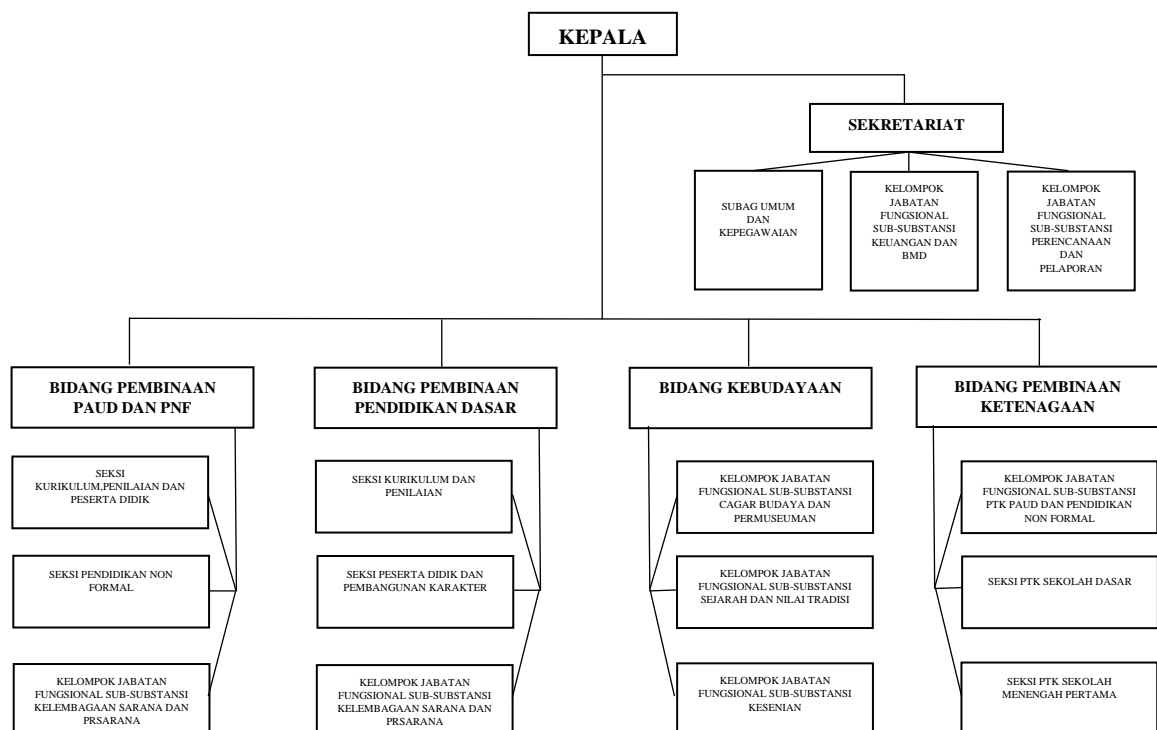 KEPALA
SEKRETARIAT
SUBAG UMUM
DAN
KEPEGAWAIAN
KELOMPOK
JABATAN
FUNGSIONAL
SUB-SUBSTANSI
KEUANGAN DAN
BMD
KELOMPOK
JABATAN
FUNGSIONAL
SUB-SUBSTANSI
PERENCANAAN
DAN
PELAPORAN
BIDANG PEMBINAAN
PAUD DAN PNF
BIDANG PEMBINAAN
PENDIDIKAN DASAR
BIDANG KEBUDAYAAN
BIDANG PEMBINAAN
KETENAGAAN
SEKSI
KURIKULUM,PENILAIAN DAN
PESERTA DIDIK
SEKSI KURIKULUM DAN
PENILAIAN
KELOMPOK JABATAN
FUNGSIONAL SUB-SUBSTANSI
CAGAR BUDAYA DAN
PERMUSEUMAN
KELOMPOK JABATAN
FUNGSIONAL SUB-SUBSTANSI
PTK PAUD DAN PENDIDIKAN
NON FORMAL
SEKSI PENDIDIKAN NON
FORMAL
SEKSI PESERTA DIDIK DAN
PEMBANGUNAN KARAKTER
KELOMPOK JABATAN
FUNGSIONAL SUB-SUBSTANSI
SEJARAH DAN NILAI TRADISI
SEKSI PTK SEKOLAH DASAR
KELOMPOK JABATAN
FUNGSIONAL SUB-SUBSTANSI
KELEMBAGAAN SARANA DAN
PRSARANA
KELOMPOK JABATAN
FUNGSIONAL SUB-SUBSTANSI
KELEMBAGAAN SARANA DAN
PRSARANA
KELOMPOK JABATAN
FUNGSIONAL SUB-SUBSTANSI
KESENIAN
SEKSI PTK SEKOLAH
MENENGAH PERTAMA